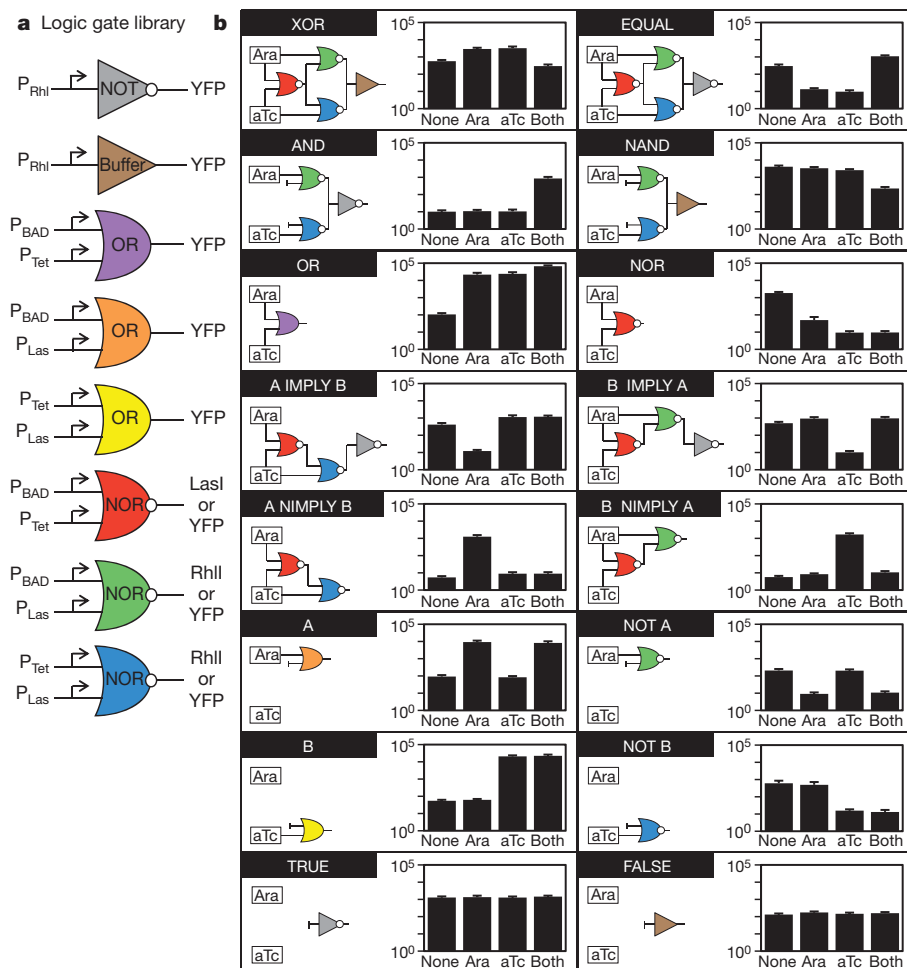 a Logic gate library
P_Rhl NOT YFP
P_Rhl Buffer YFP
P_BAD
P_Tet OR YFP
P_BAD
P_Las OR YFP
P_Tet
P_Las OR YFP
P_BAD
P_Tet NOR LasI or YFP
P_BAD
P_Las NOR RhlI or YFP
P_Tet
P_Las NOR RhlI or YFP
b
XOR
Ara
aTc
10^5
10^0
None Ara aTc Both
EQUAL
Ara
aTc
10^5
10^0
None Ara aTc Both
AND
Ara
aTc
10^5
10^0
None Ara aTc Both
NAND
Ara
aTc
10^5
10^0
None Ara aTc Both
OR
Ara
aTc
10^5
10^0
None Ara aTc Both
NOR
Ara
aTc
10^5
10^0
None Ara aTc Both
A IMPLY B
Ara
aTc
10^5
10^0
None Ara aTc Both
B IMPLY A
Ara
aTc
10^5
10^0
None Ara aTc Both
A NIMPLY B
Ara
aTc
10^5
10^0
None Ara aTc Both
B NIMPLY A
Ara
aTc
10^5
10^0
None Ara aTc Both
A
Ara
aTc
10^5
10^0
None Ara aTc Both
NOT A
Ara
aTc
10^5
10^0
None Ara aTc Both
B
Ara
aTc
10^5
10^0
None Ara aTc Both
NOT B
Ara
aTc
10^5
10^0
None Ara aTc Both
TRUE
Ara
aTc
10^5
10^0
None Ara aTc Both
FALSE
Ara
aTc
10^5
10^0
None Ara aTc Both